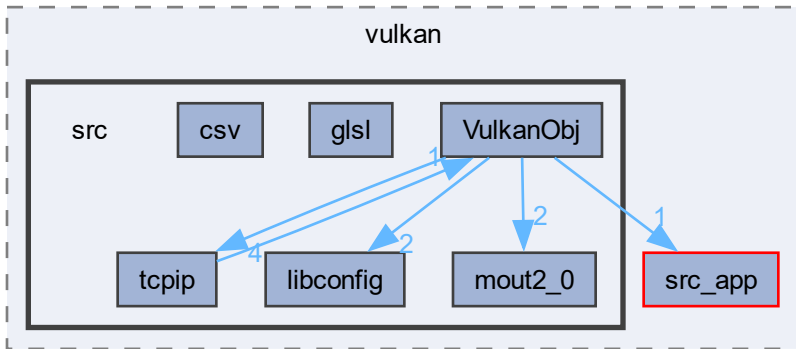 vulkan
src
csv
glsl
VulkanObj
1
4
2
2
1
tcpip
libconfig
mout2_0
src_app